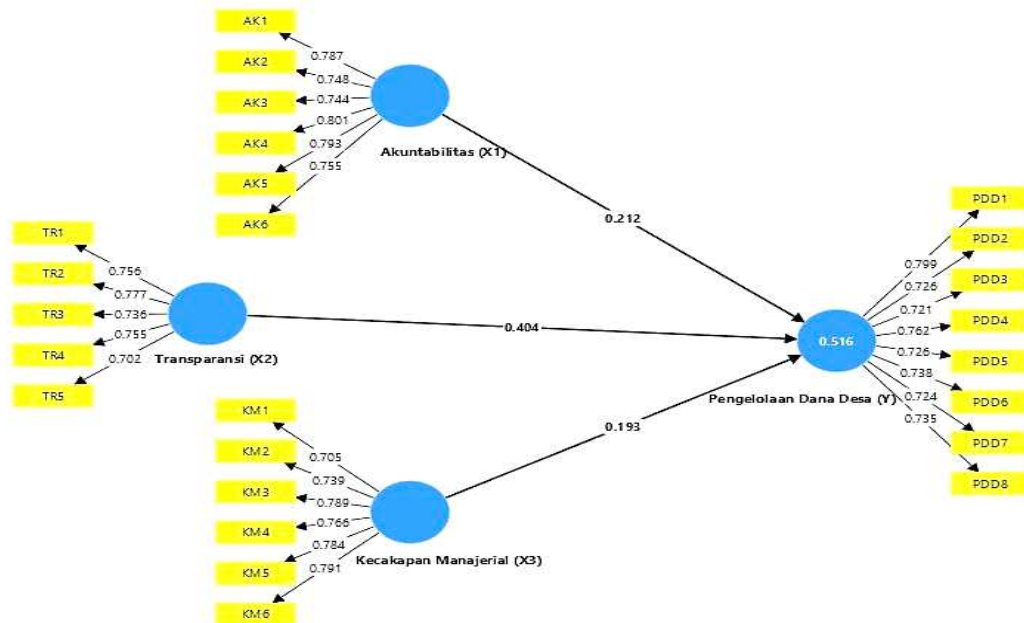 AK1
0.787
AK2
0.748
AK3
0.744
AK4
0.801
AK5
0.793
AK6
0.755
Akuntabilitas (X1)
0.212
TR1
0.756
TR2
0.777
TR3
0.736
TR4
0.755
TR5
0.702
Transparansi (X2)
0.404
KM1
0.705
KM2
0.739
KM3
0.789
KM4
0.766
KM5
0.784
KM6
0.791
Kecakapan Manajerial (X3)
0.193
0.516
Pengelolaan Dana Desa (Y)
PDD1
0.799
PDD2
0.726
PDD3
0.721
PDD4
0.762
PDD5
0.726
PDD6
0.738
PDD7
0.724
PDD8
0.735